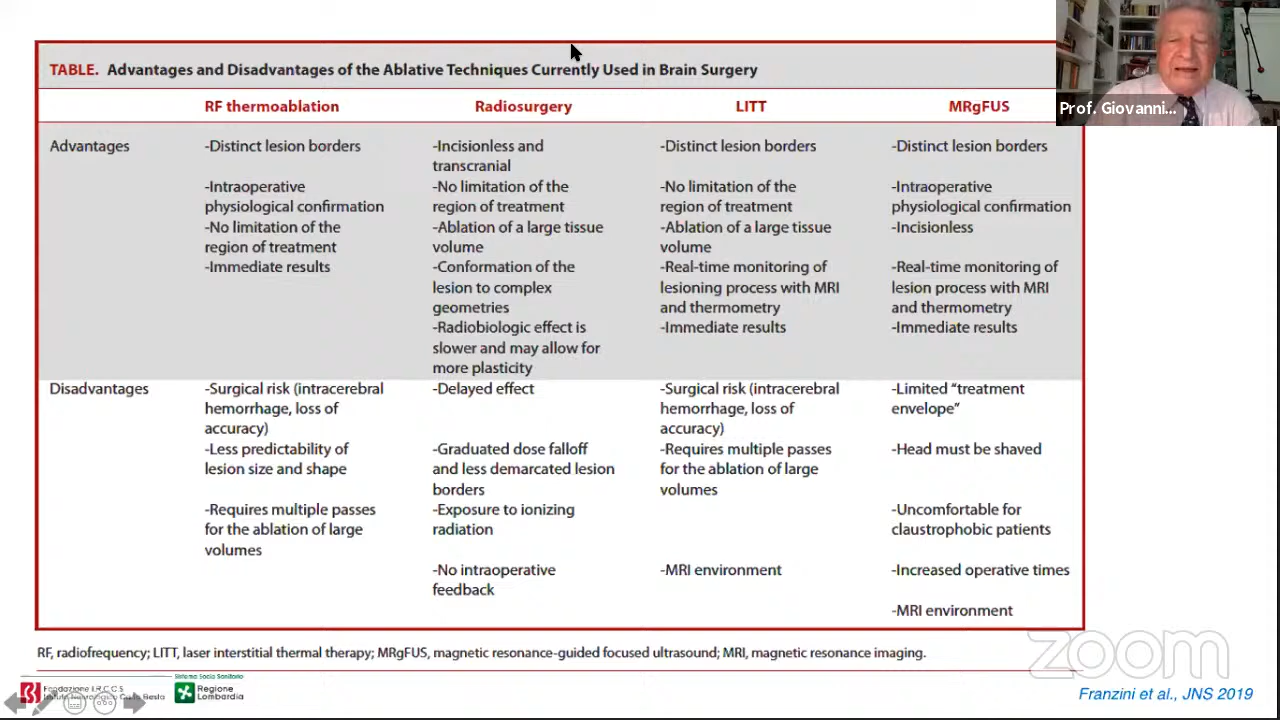 Prof. Giovanni...
TABLE. Advantages and Disadvantages of the Ablative Techniques Currently Used in Brain Surgery
RF thermoablation
Radiosurgery
LITT
MRgFUS
Advantages
-Distinct lesion borders
-Intraoperative
physiological confirmation
-No limitation of the
region of treatment
-Immediate results
-Incisionless and
transcranial
-No limitation of the
region of treatment
-Ablation of a large tissue
volume
-Conformation of the
lesion to complex
geometries
-Radiobiologic effect is
slower and may allow for
more plasticity
-Distinct lesion borders
-No limitation of the
region of treatment
-Ablation of a large tissue
volume
-Real-time monitoring of
lesioning process with MRI
and thermometry
-Immediate results
-Distinct lesion borders
-Intraoperative
physiological confirmation
-Incisionless
-Real-time monitoring of
lesion process with MRI
and thermometry
-Immediate results
Disadvantages
-Surgical risk (intracerebral
hemorrhage, loss of
accuracy)
-Less predictability of
lesion size and shape
-Requires multiple passes
for the ablation of large
volumes
-Delayed effect
-Graduated dose falloff
and less demarcated lesion
borders
-Exposure to ionizing
radiation
-No intraoperative
feedback
-Surgical risk (intracerebral
hemorrhage, loss of
accuracy)
-Requires multiple passes
for the ablation of large
volumes
-MRI environment
-Limited “treatment
envelope”
-Head must be shaved
-Uncomfortable for
claustrophobic patients
-Increased operative times
-MRI environment
RF, radiofrequency; LITT, laser interstitial thermal therapy; MRgFUS, magnetic resonance-guided focused ultrasound; MRI, magnetic resonance imaging.
zoom
Fondazione I.R.C.C.S.
Sistema Socio Sanitario
Regione
Lombardia
Franzini et al., JNS 2019